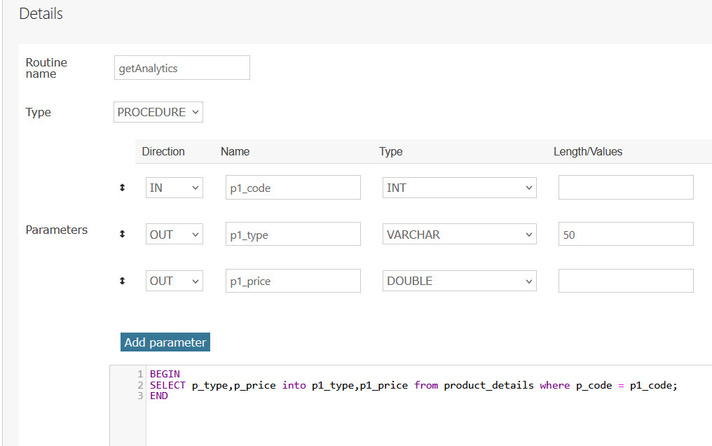 Details
Routine
name
getAnalytics
Type
PROCEDURE
Direction Name Type Length/Values
IN p1_code INT
Parameters
OUT p1_type VARCHAR 50
OUT p1_price DOUBLE
Add parameter
1 BEGIN
2 SELECT p_type,p_price into p1_type,p1_price from product_details where p_code = p1_code;
3 END